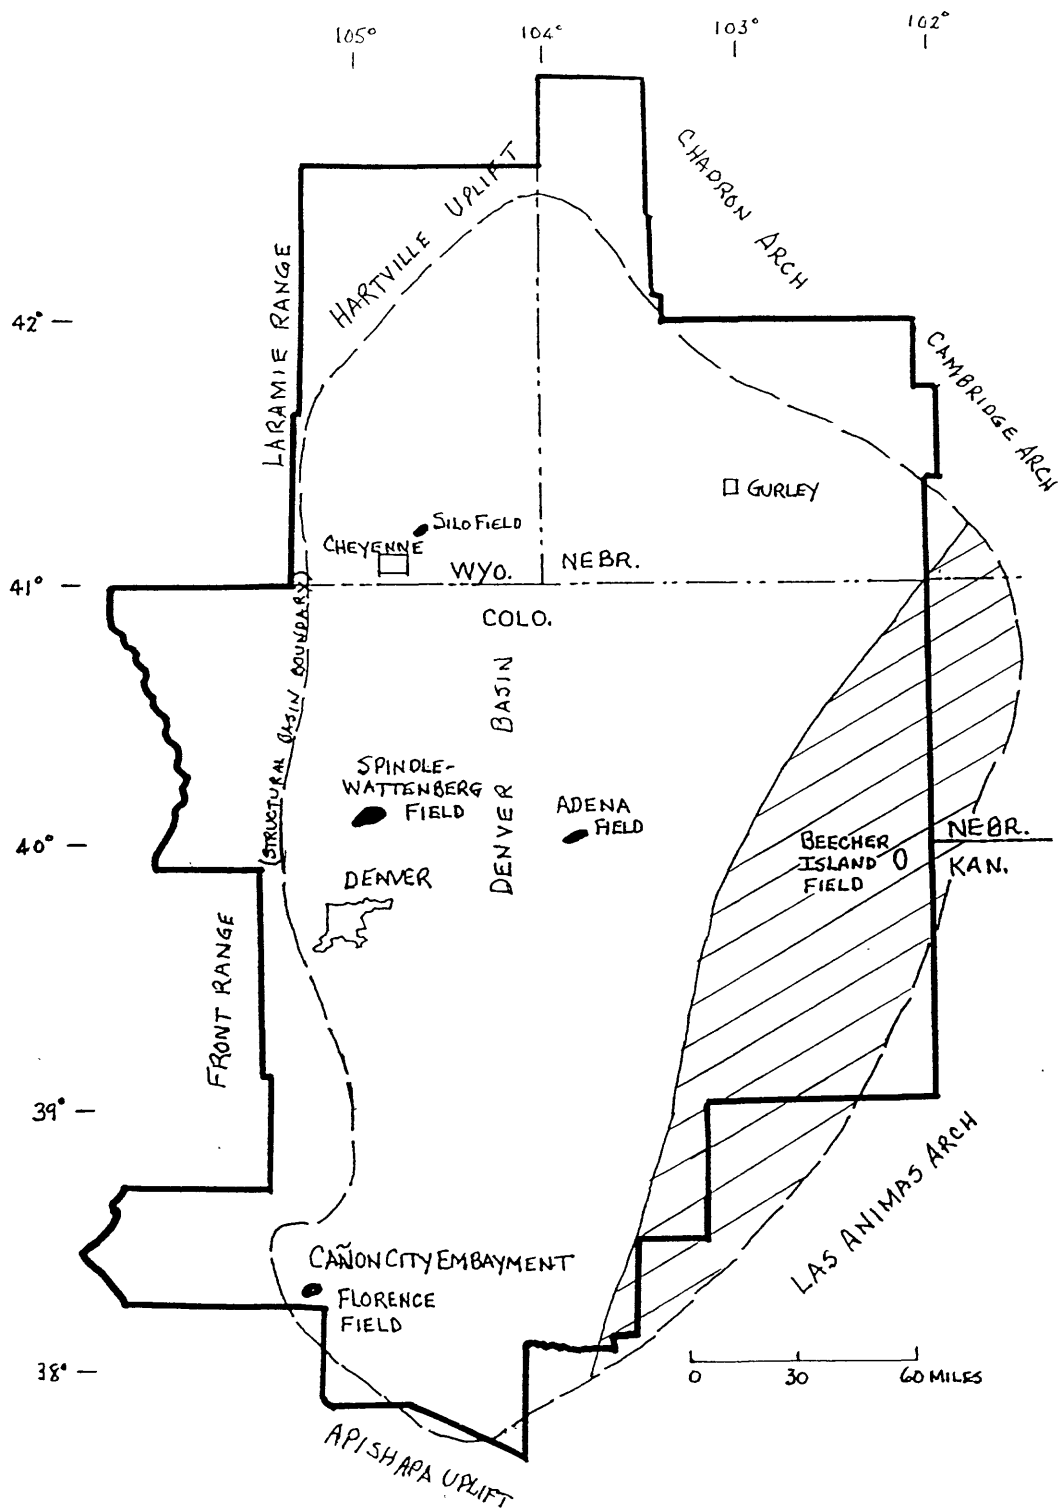 105° 104° 103° 102°
CHADRON ARCH
HARTVILLE UPLIFT
LARAMIE RANGE
42°
CAMBRIDGE ARCH
GURLEY
SILO FIELD
CHEYENNE
WYO.
NEBR.
41°
COLO.
(STRUCTURAL BASIN BOUNDARY)
DENVER BASIN
SPINDLE-
WATTENBERG
FIELD
ADENA
FIELD
40°
NEBR.
KAN.
BEECHER
ISLAND
FIELD
DENVER
FRONT RANGE
39°
LAS ANIMAS ARCH
CAÑON CITY EMBAYMENT
FLORENCE
FIELD
38°
0 30 60 MILES
APISHAPA UPLIFT